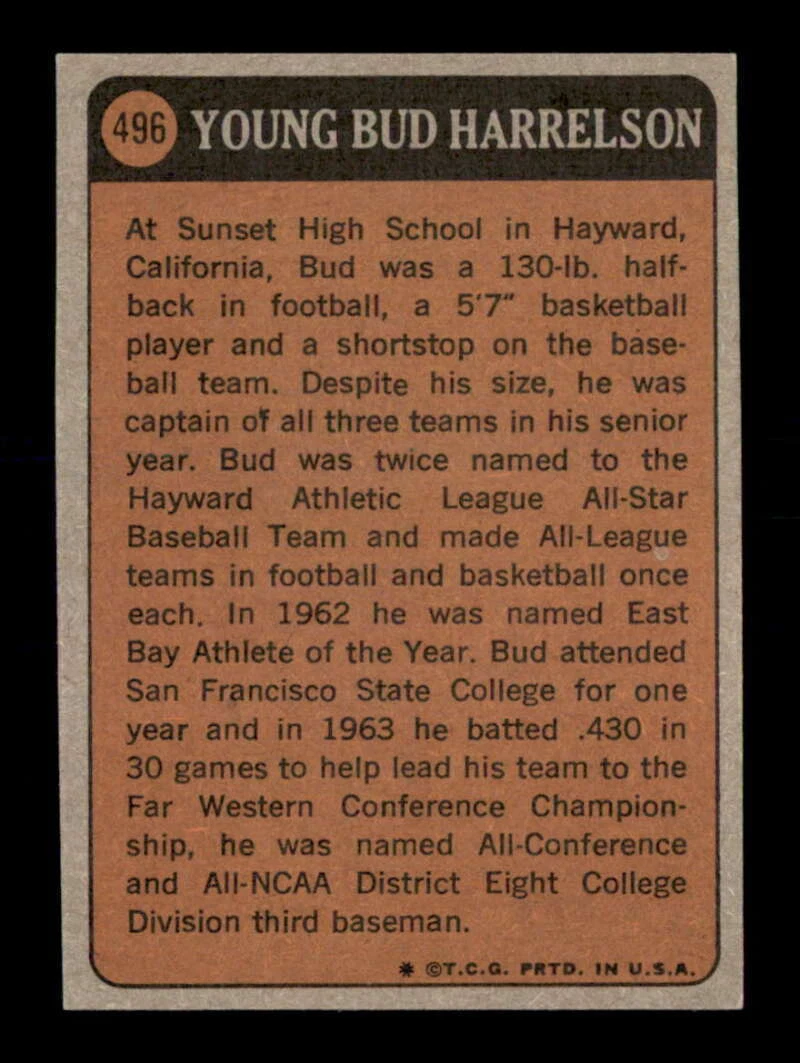 496 YOUNG BUD HARRELSON
At Sunset High School in Hayward,
California, Bud was a 130-lb. half-
back in football, a 5'7" basketball
player and a shortstop on the base-
ball team. Despite his size, he was
captain of all three teams in his senior
year. Bud was twice named to the
Hayward Athletic League All-Star
Baseball Team and made All-League
teams in football and basketball once
each. In 1962 he was named East
Bay Athlete of the Year. Bud attended
San Francisco State College for one
year and in 1963 he batted .430 in
30 games to help lead his team to the
Far Western Conference Champion-
ship, he was named All-Conference
and All-NCAA District Eight College
Division third baseman.
* ©T.C.G. PRTD. IN U.S.A.